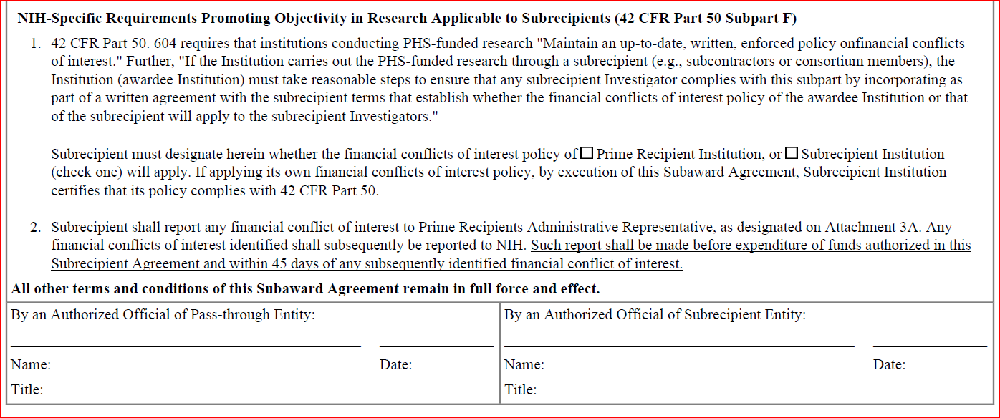 NIH-Specific Requirements Promoting Objectivity in Research Applicable to Subrecipients (42 CFR Part 50 Subpart F)
1. 42 CFR Part 50. 604 requires that institutions conducting PHS-funded research "Maintain an up-to-date, written, enforced policy onfinancial conflicts
of interest." Further, "If the Institution carries out the PHS-funded research through a subrecipient (e.g., subcontractors or consortium members), the
Institution (awardee Institution) must take reasonable steps to ensure that any subrecipient Investigator complies with this subpart by incorporating as
part of a written agreement with the subrecipient terms that establish whether the financial conflicts of interest policy of the awardee Institution or that
of the subrecipient will apply to the subrecipient Investigators."
Subrecipient must designate herein whether the financial conflicts of interest policy of ☐ Prime Recipient Institution, or ☐ Subrecipient Institution
(check one) will apply. If applying its own financial conflicts of interest policy, by execution of this Subaward Agreement, Subrecipient Institution
certifies that its policy complies with 42 CFR Part 50.
2. Subrecipient shall report any financial conflict of interest to Prime Recipients Administrative Representative, as designated on Attachment 3A. Any
financial conflicts of interest identified shall subsequently be reported to NIH. Such report shall be made before expenditure of funds authorized in this
Subrecipient Agreement and within 45 days of any subsequently identified financial conflict of interest.
All other terms and conditions of this Subaward Agreement remain in full force and effect.
By an Authorized Official of Pass-through Entity:
Name: Date:
Title:
By an Authorized Official of Subrecipient Entity:
Name: Date:
Title: